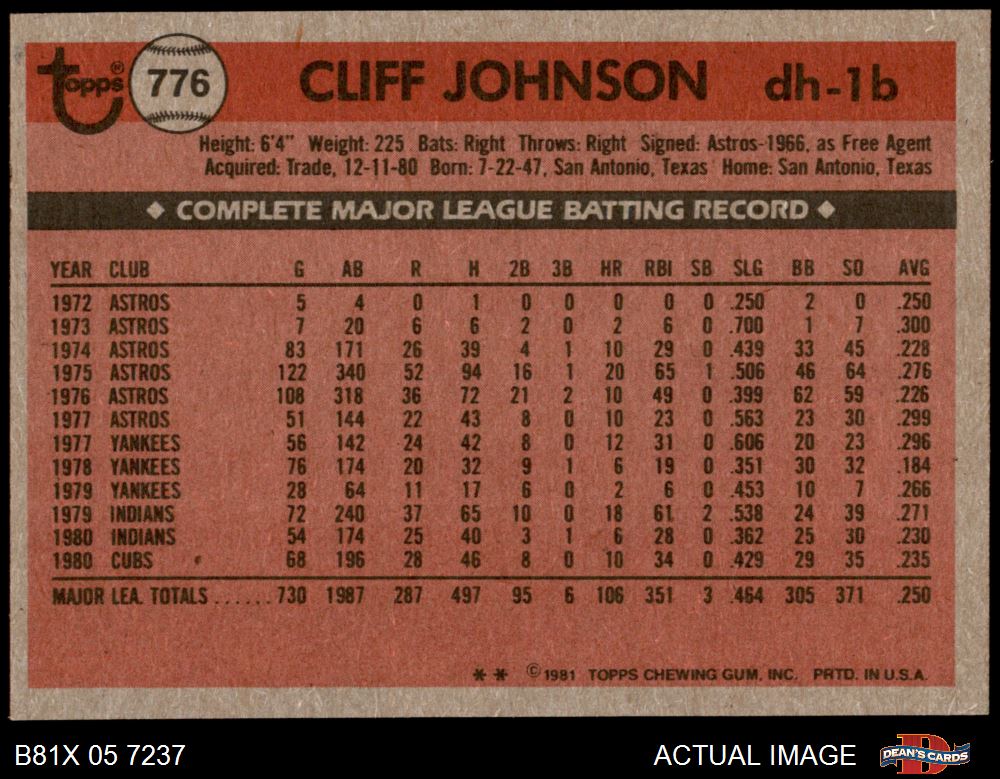 topps® 776 CLIFF JOHNSON dh-1b
Height: 6'4" Weight: 225 Bats: Right Throws: Right Signed: Astros-1966, as Free Agent
Acquired: Trade, 12-11-80 Born: 7-22-47, San Antonio, Texas Home: San Antonio, Texas
◆ COMPLETE MAJOR LEAGUE BATTING RECORD ◆
YEAR CLUB G AB R H 2B 3B HR RBI SB SLG BB SO AVG
1972 ASTROS 5 4 0 1 0 0 0 0 0 .250 2 0 .250
1973 ASTROS 7 20 6 6 2 0 2 6 0 .700 1 7 .300
1974 ASTROS 83 171 26 39 4 1 10 29 0 .439 33 45 .228
1975 ASTROS 122 340 52 94 16 1 20 65 1 .506 46 64 .276
1976 ASTROS 108 318 36 72 21 2 10 49 0 .399 62 59 .226
1977 ASTROS 51 144 22 43 8 0 10 23 0 .563 23 30 .299
1977 YANKEES 56 142 24 42 8 0 12 31 0 .606 20 23 .296
1978 YANKEES 76 174 20 32 9 1 6 19 0 .351 30 32 .184
1979 YANKEES 28 64 11 17 6 0 2 6 0 .453 10 7 .266
1979 INDIANS 72 240 37 65 10 0 18 61 2 .538 24 39 .271
1980 INDIANS 54 174 25 40 3 1 6 28 0 .362 25 30 .230
1980 CUBS 68 196 28 46 8 0 10 34 0 .429 29 35 .235
MAJOR LEA. TOTALS ...... 730 1987 287 497 95 6 106 351 3 .464 305 371 .250
** © 1981 TOPPS CHEWING GUM, INC. PRTD. IN U.S.A.
B81X 05 7237 ACTUAL IMAGE DEAN'S CARDS